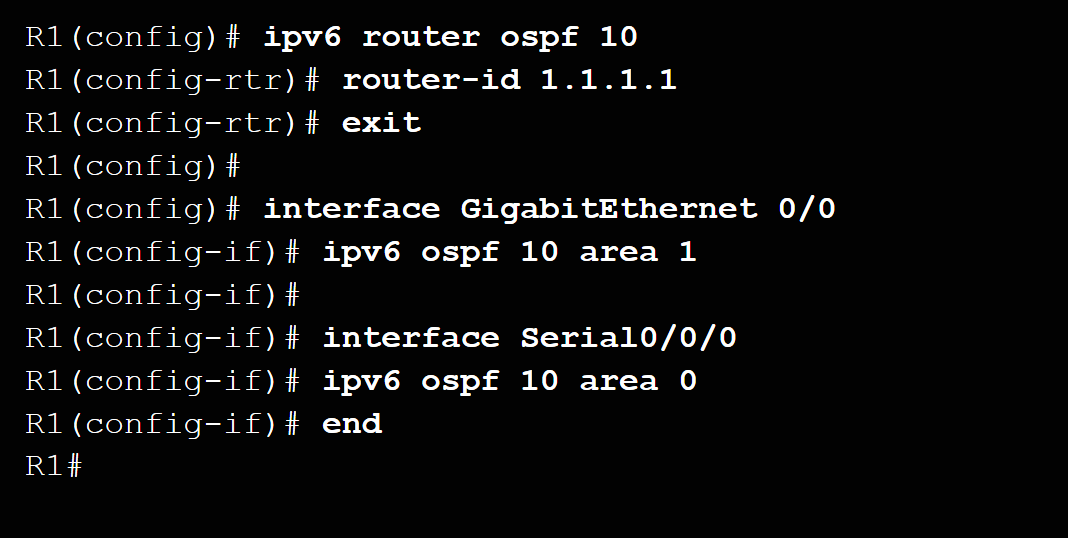 R1(config)# ipv6 router ospf 10
R1(config-rtr)# router-id 1.1.1.1
R1(config-rtr)# exit
R1(config)#
R1(config)# interface GigabitEthernet 0/0
R1(config-if)# ipv6 ospf 10 area 1
R1(config-if)#
R1(config-if)# interface Serial0/0/0
R1(config-if)# ipv6 ospf 10 area 0
R1(config-if)# end
R1#